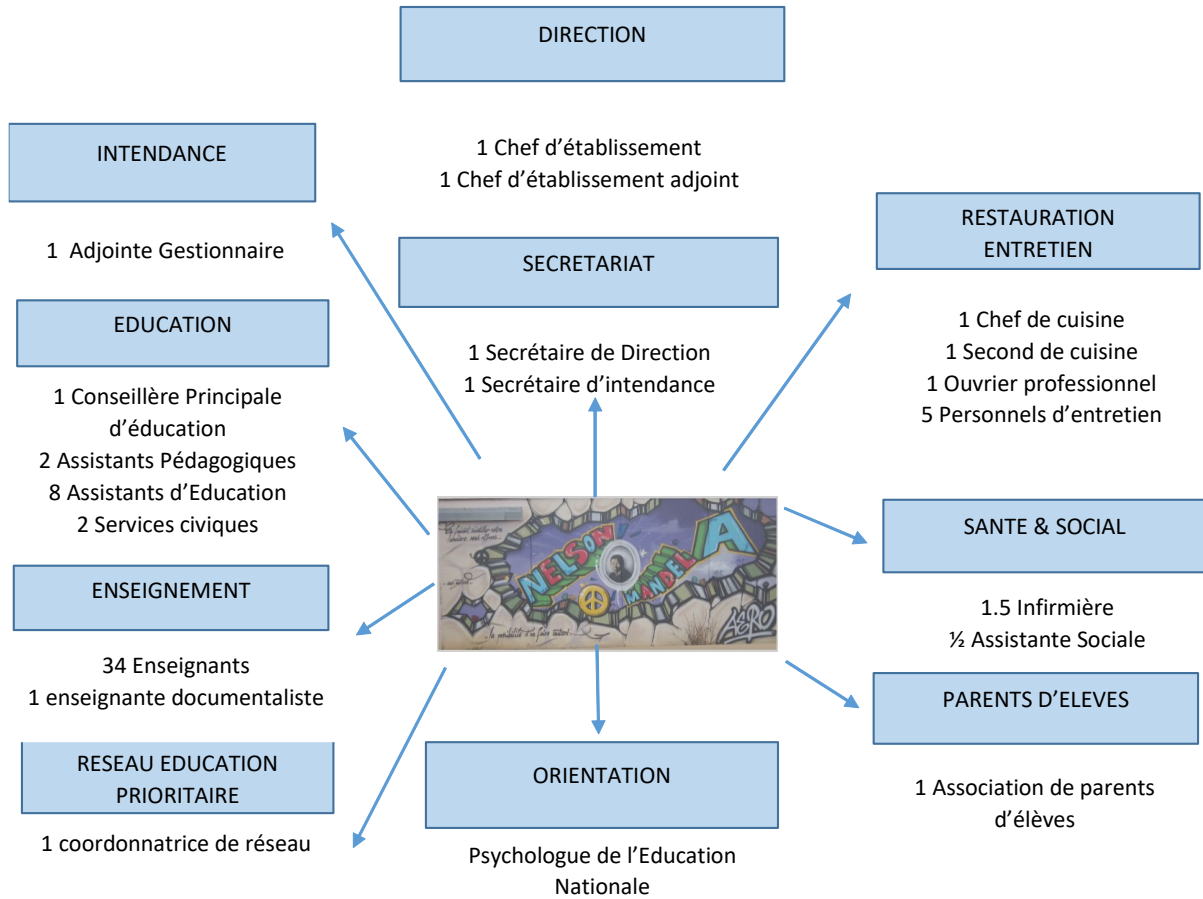 DIRECTION
1 Chef d'établissement
1 Chef d'établissement adjoint
INTENDANCE
1 Adjointe Gestionnaire
SECRETARIAT
1 Secrétaire de Direction
1 Secrétaire d'intendance
RESTAURATION
ENTRETIEN
1 Chef de cuisine
1 Second de cuisine
1 Ouvrier professionnel
5 Personnels d'entretien
EDUCATION
1 Conseillère Principale
d'éducation
2 Assistants Pédagogiques
8 Assistants d'Education
2 Services civiques
NELSON
MANDELA
ASRO
SANTE & SOCIAL
1.5 Infirmière
½ Assistante Sociale
ENSEIGNEMENT
34 Enseignants
1 enseignante documentaliste
PARENTS D'ELEVES
1 Association de parents
d'élèves
RESEAU EDUCATION
PRIORITAIRE
1 coordonnatrice de réseau
ORIENTATION
Psychologue de l'Education
Nationale